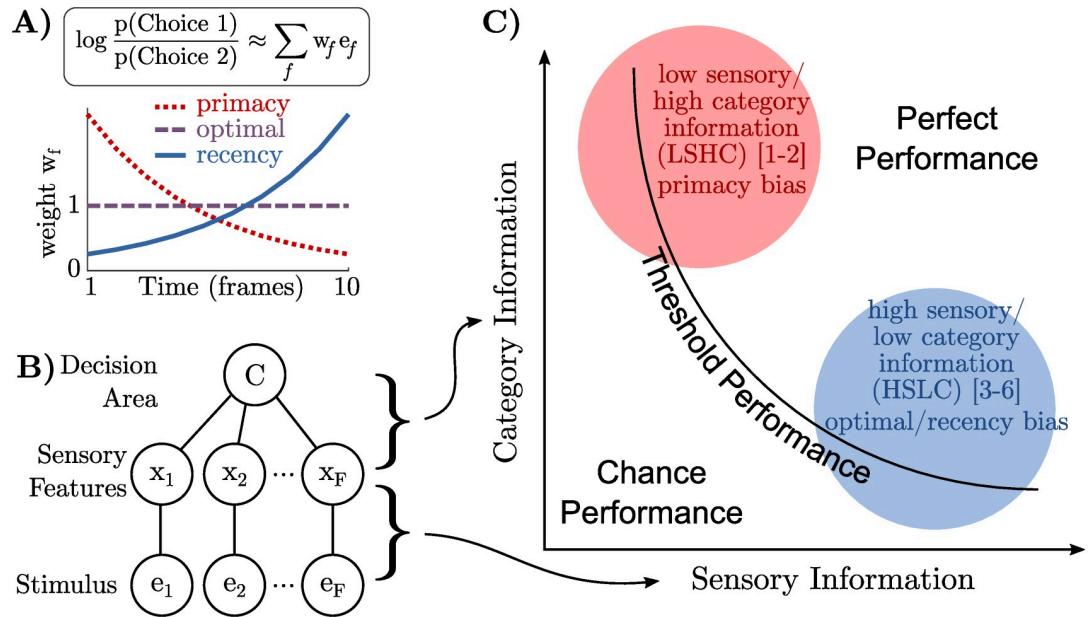 A)
log p(Choice 1) / p(Choice 2) ≈ ∑_f w_f e_f
primacy
optimal
recency
weight w_f
1
0
1
Time (frames)
10
B)
Decision
Area
C
Sensory
Features
x_1
x_2
...
x_F
Stimulus
e_1
e_2
...
e_F
C)
Category Information
low sensory/
high category
information
(LSHC) [1-2]
primacy bias
Perfect
Performance
Threshold Performance
high sensory/
low category
information
(HSLC) [3-6]
optimal/recency bias
Chance
Performance
Sensory Information